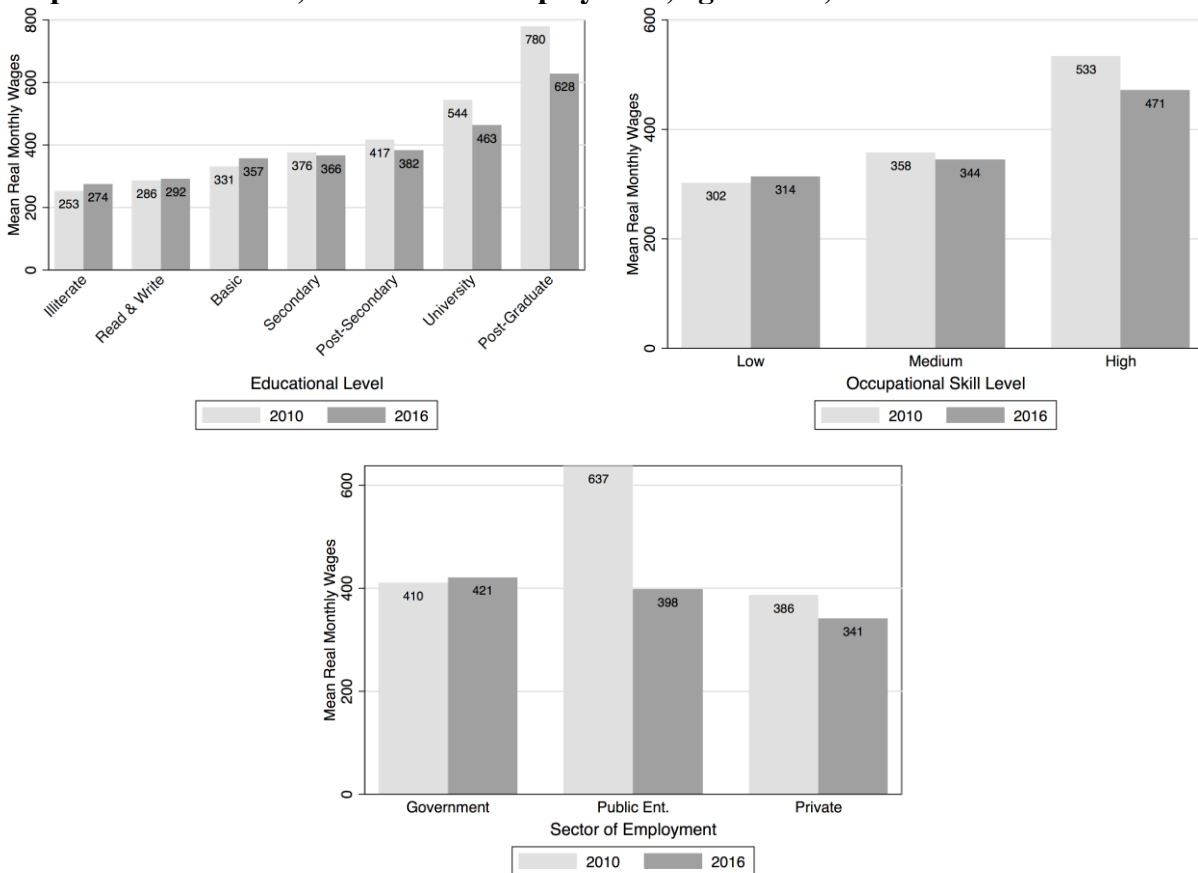 800
600
400
200
0
Mean Real Monthly Wages
253 274 286 292 331 357 376 366 417 382 544 463 780 628
Illiterate Read & Write Basic Secondary Post-Secondary University Post-Graduate
Educational Level
2010 2016
600
400
200
0
Mean Real Monthly Wages
302 314 358 344 533 471
Low Medium High
Occupational Skill Level
2010 2016
600
400
200
0
Mean Real Monthly Wages
410 421 637 398 386 341
Government Public Ent. Private
Sector of Employment
2010 2016